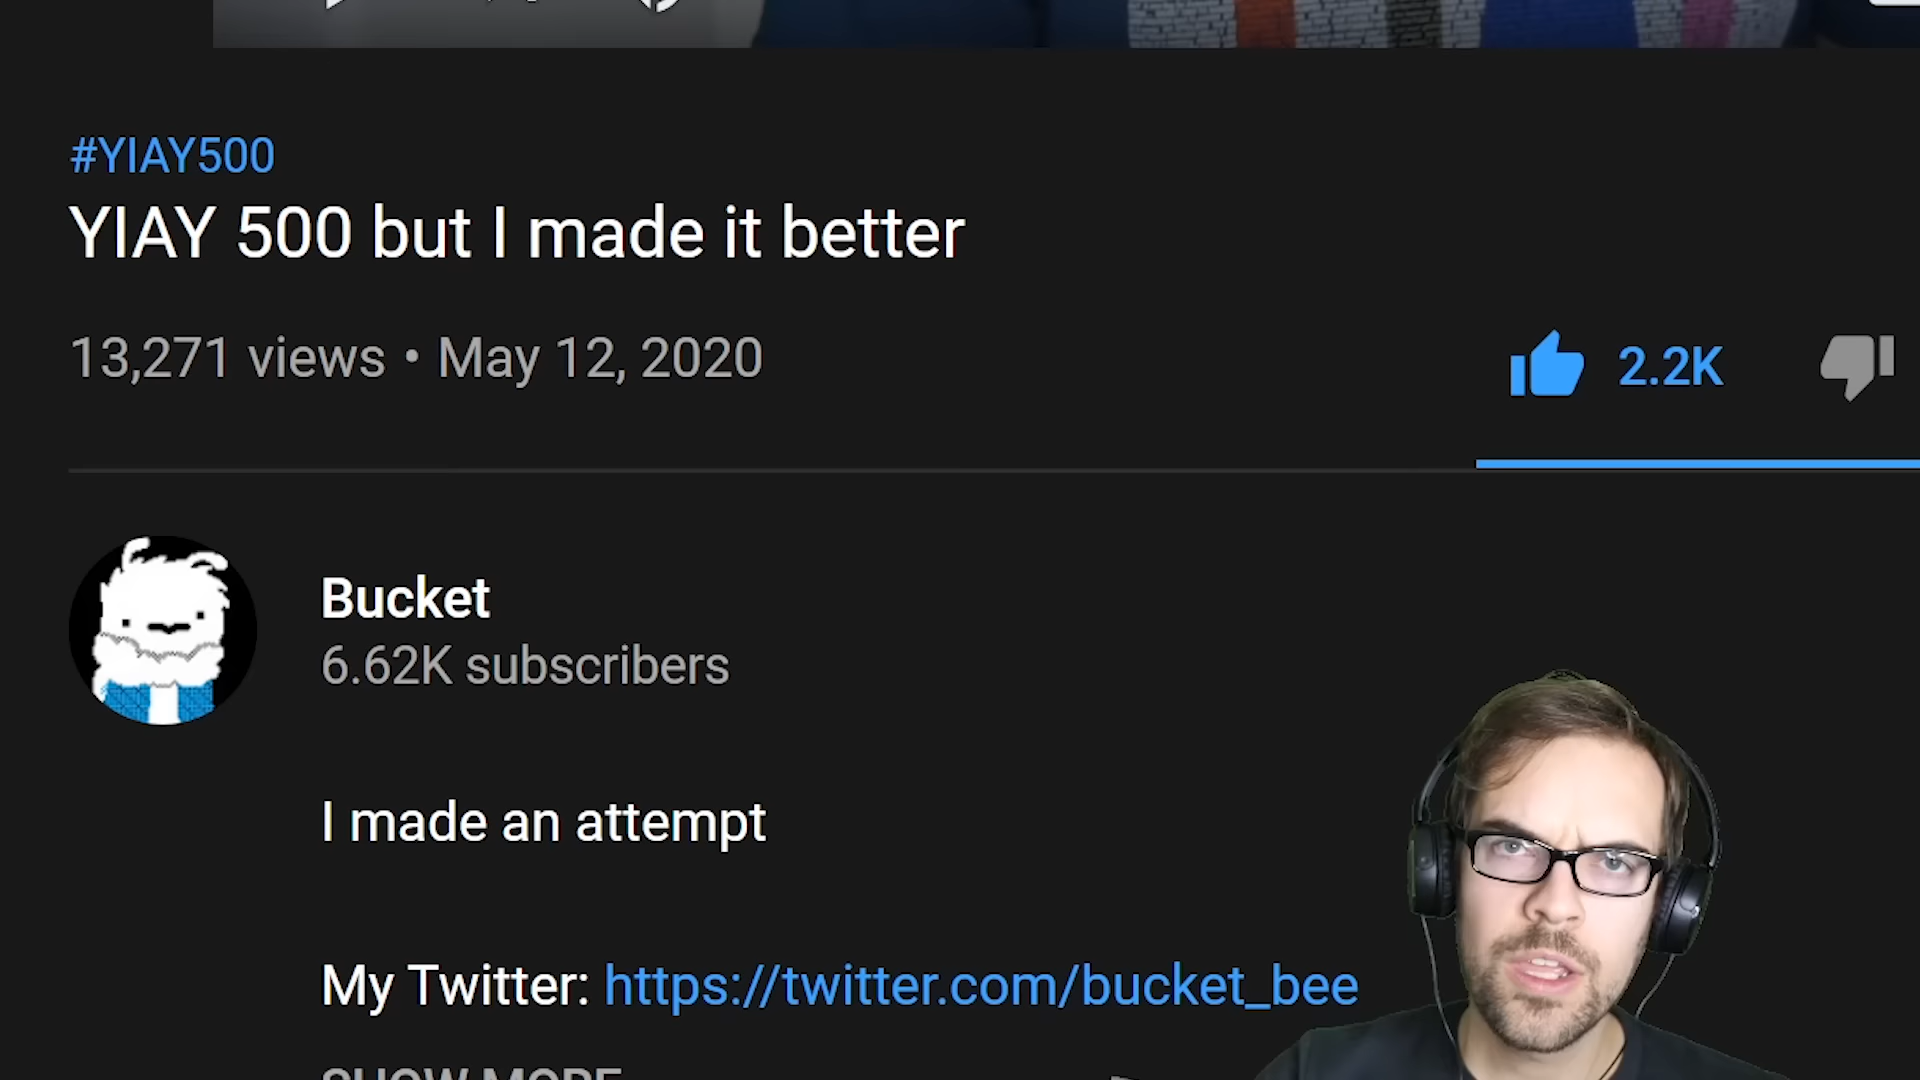 #YIAY500
YIAY 500 but I made it better
13,271 views • May 12, 2020
2.2K
Bucket
6.62K subscribers
I made an attempt
My Twitter: https://twitter.com/bucket_bee
SHOW MORE